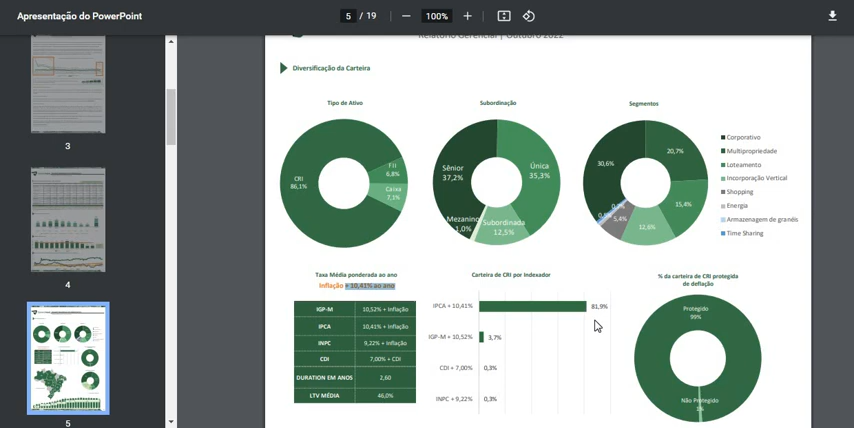 Apresentação do PowerPoint
5 / 19
100%
Relatório Gerencial | Outubro 2022
Diversificação da Carteira
Tipo de Ativo
Subordinação
Segmentos
CRI
86,1%
FII
6,8%
Caixa
7,1%
Sênior
37,2%
Única
35,3%
Mezanino
1,0%
Subordinada
12,5%
30,6%
20,7%
15,4%
12,6%
5,4%
Corporativo
Multipropriedade
Loteamento
Incorporação Vertical
Shopping
Energia
Armazenagem de granéis
Time Sharing
3
4
5
Taxa Média ponderada ao ano
Inflação + 10,41% ao ano
IGP-M 10,52% + Inflação
IPCA 10,41% + Inflação
INPC 9,22% + Inflação
CDI 7,00% + CDI
DURATION EM ANOS 2,60
LTV MÉDIA 46,0%
Carteira de CRI por Indexador
IPCA + 10,41% 81,9%
IGP-M + 10,52% 3,7%
CDI + 7,00% 0,3%
INPC + 9,22% 0,3%
% da carteira de CRI protegida
de deflação
Protegido
99%
Não Protegido
1%